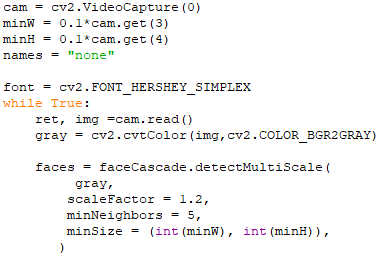 cam = cv2.VideoCapture(0)
minW = 0.1*cam.get(3)
minH = 0.1*cam.get(4)
names = "none"

font = cv2.FONT_HERSHEY_SIMPLEX
while True:
    ret, img =cam.read()
    gray = cv2.cvtColor(img,cv2.COLOR_BGR2GRAY)

    faces = faceCascade.detectMultiScale(
         gray,
        scaleFactor = 1.2,
        minNeighbors = 5,
        minSize = (int(minW), int(minH)),
       )